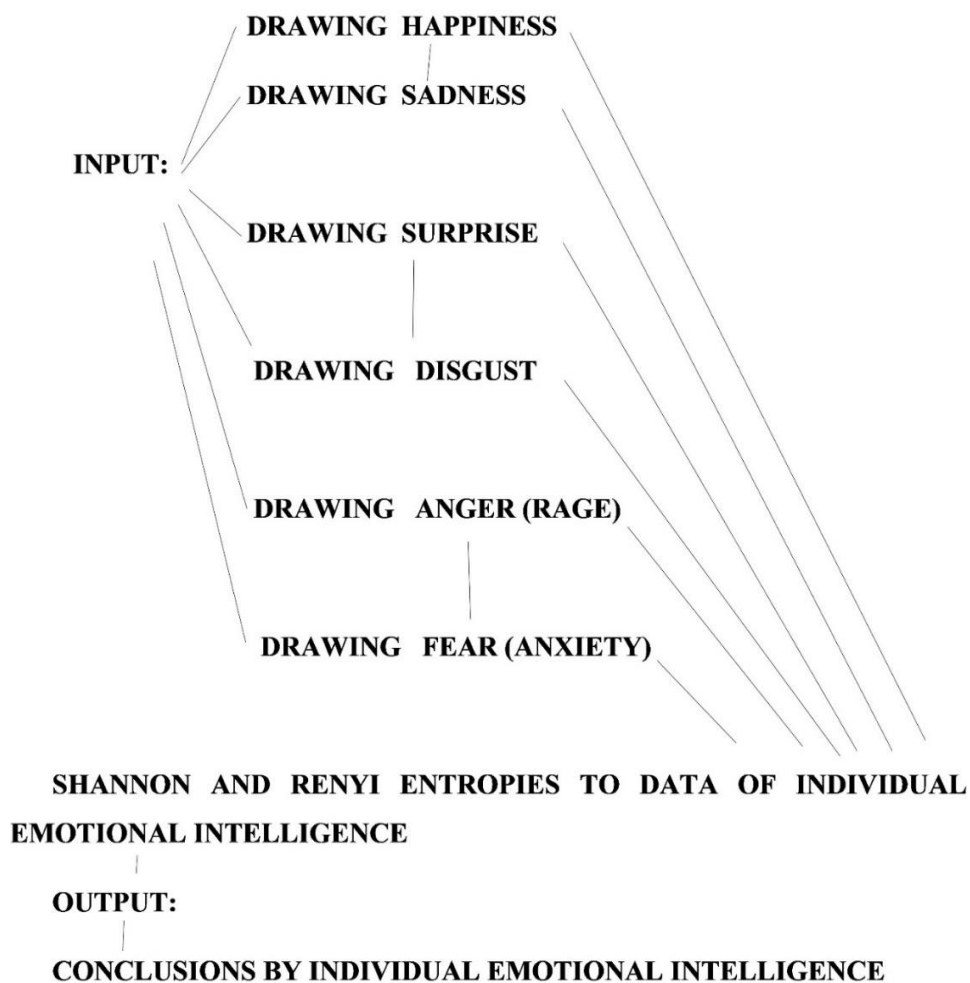 DRAWING HAPPINESS
DRAWING SADNESS
INPUT:
DRAWING SURPRISE
DRAWING DISGUST
DRAWING ANGER (RAGE)
DRAWING FEAR (ANXIETY)
SHANNON AND RENYI ENTROPIES TO DATA OF INDIVIDUAL
EMOTIONAL INTELLIGENCE
OUTPUT:
CONCLUSIONS BY INDIVIDUAL EMOTIONAL INTELLIGENCE